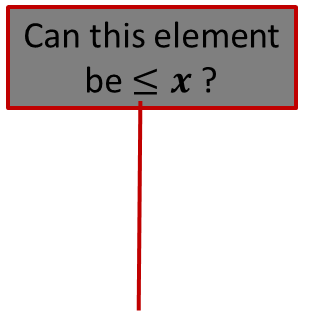 Can this element
be ≤ x ?